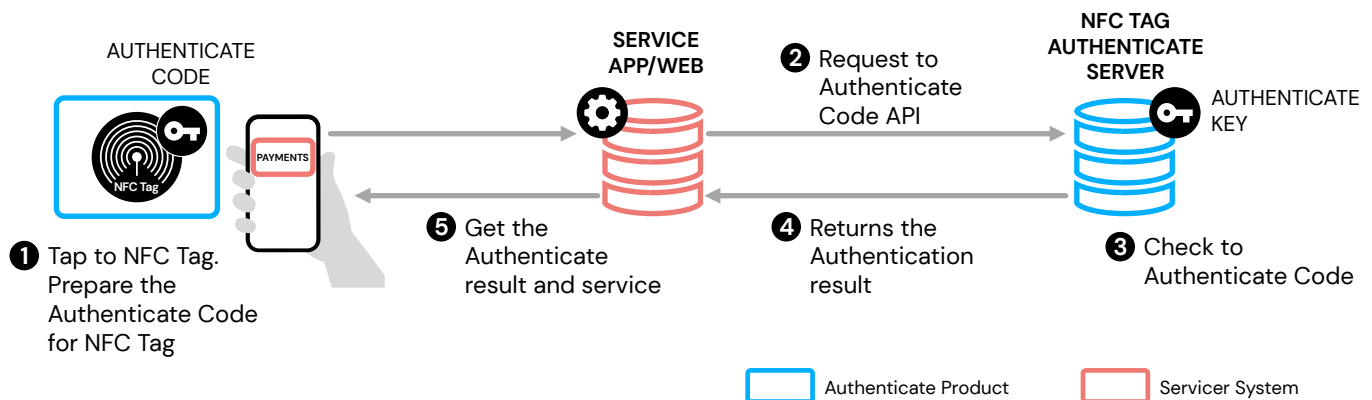 AUTHENTICATE
CODE
NFC Tag
PAYMENTS
SERVICE
APP/WEB
NFC TAG
AUTHENTICATE
SERVER
AUTHENTICATE
KEY
1 Tap to NFC Tag.
Prepare the
Authenticate Code
for NFC Tag
2 Request to
Authenticate
Code API
3 Check to
Authenticate Code
4 Returns the
Authentication
result
5 Get the
Authenticate
result and service
Authenticate Product
Servicer System